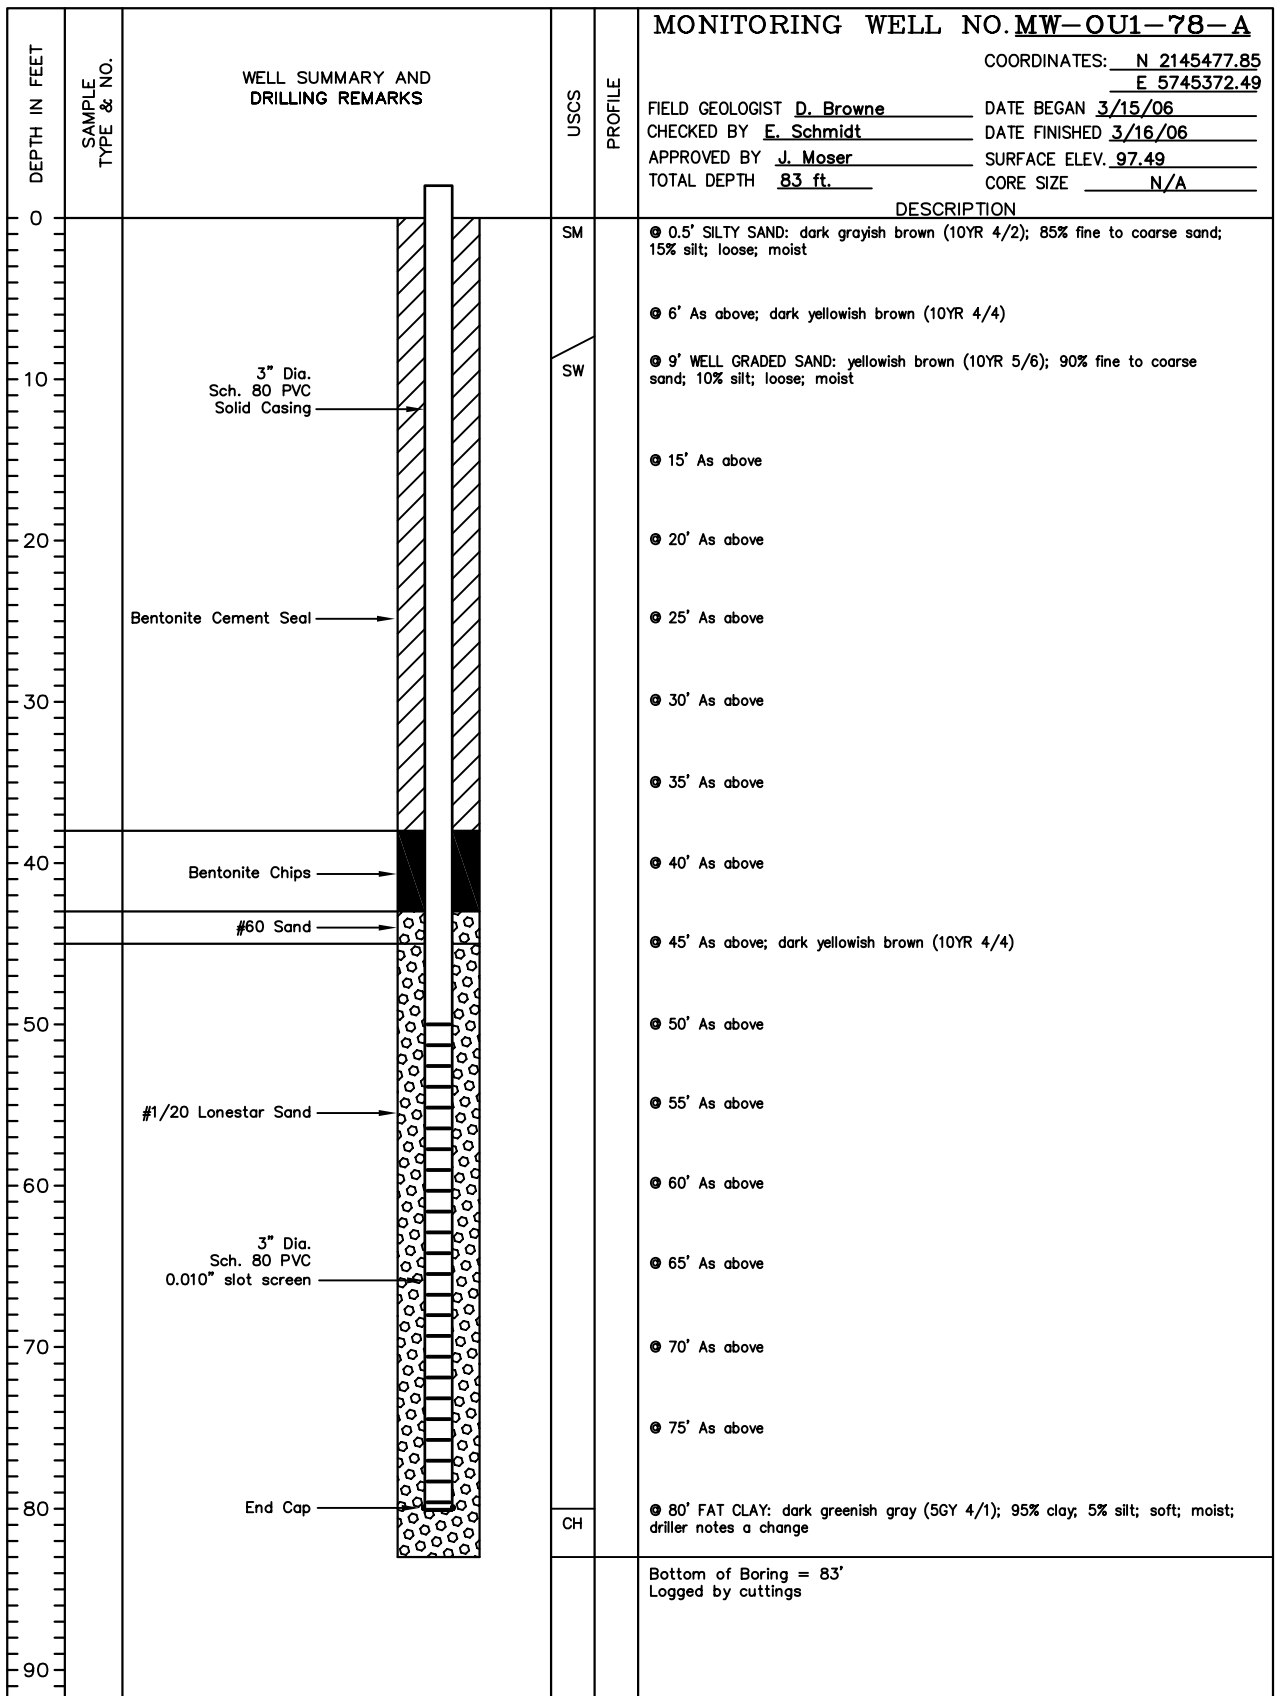 MONITORING WELL NO. MW-OU1-78-A
COORDINATES: N 2145477.85
E 5745372.49
FIELD GEOLOGIST D. Browne DATE BEGAN 3/15/06
CHECKED BY E. Schmidt DATE FINISHED 3/16/06
APPROVED BY J. Moser SURFACE ELEV. 97.49
TOTAL DEPTH 83 ft. CORE SIZE N/A
DEPTH IN FEET
SAMPLE
TYPE & NO.
WELL SUMMARY AND
DRILLING REMARKS
USCS
PROFILE
DESCRIPTION
0
SM
@ 0.5' SILTY SAND: dark grayish brown (10YR 4/2); 85% fine to coarse sand;
15% silt; loose; moist
@ 6' As above; dark yellowish brown (10YR 4/4)
SW
@ 9' WELL GRADED SAND: yellowish brown (10YR 5/6); 90% fine to coarse
sand; 10% silt; loose; moist
10
3" Dia.
Sch. 80 PVC
Solid Casing
@ 15' As above
20
@ 20' As above
Bentonite Cement Seal
@ 25' As above
30
@ 30' As above
@ 35' As above
40
Bentonite Chips
@ 40' As above
#60 Sand
@ 45' As above; dark yellowish brown (10YR 4/4)
50
@ 50' As above
#1/20 Lonestar Sand
@ 55' As above
60
@ 60' As above
3" Dia.
Sch. 80 PVC
0.010" slot screen
@ 65' As above
70
@ 70' As above
@ 75' As above
80
End Cap
CH
@ 80' FAT CLAY: dark greenish gray (5GY 4/1); 95% clay; 5% silt; soft; moist;
driller notes a change
Bottom of Boring = 83'
Logged by cuttings
90